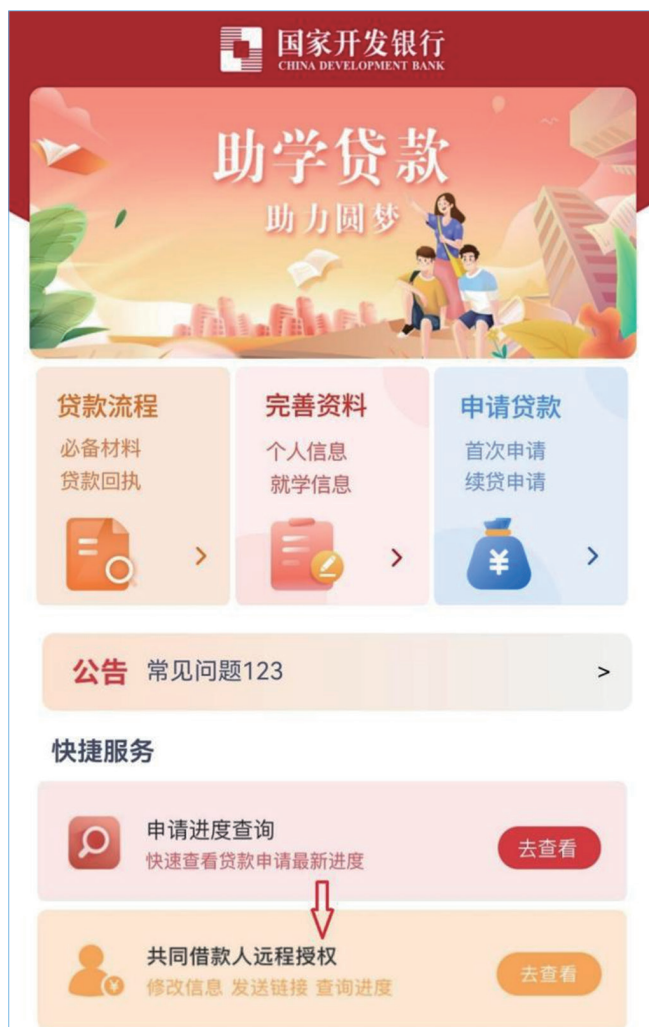 国家开发银行
CHINA DEVELOPMENT BANK
助学贷款
助力圆梦
贷款流程
必备材料
贷款回执
完善资料
个人信息
就学信息
申请贷款
首次申请
续贷申请
公告 常见问题123 >
快捷服务
申请进度查询
快速查看贷款申请最新进度
去查看
共同借款人远程授权
修改信息 发送链接 查询进度
去查看